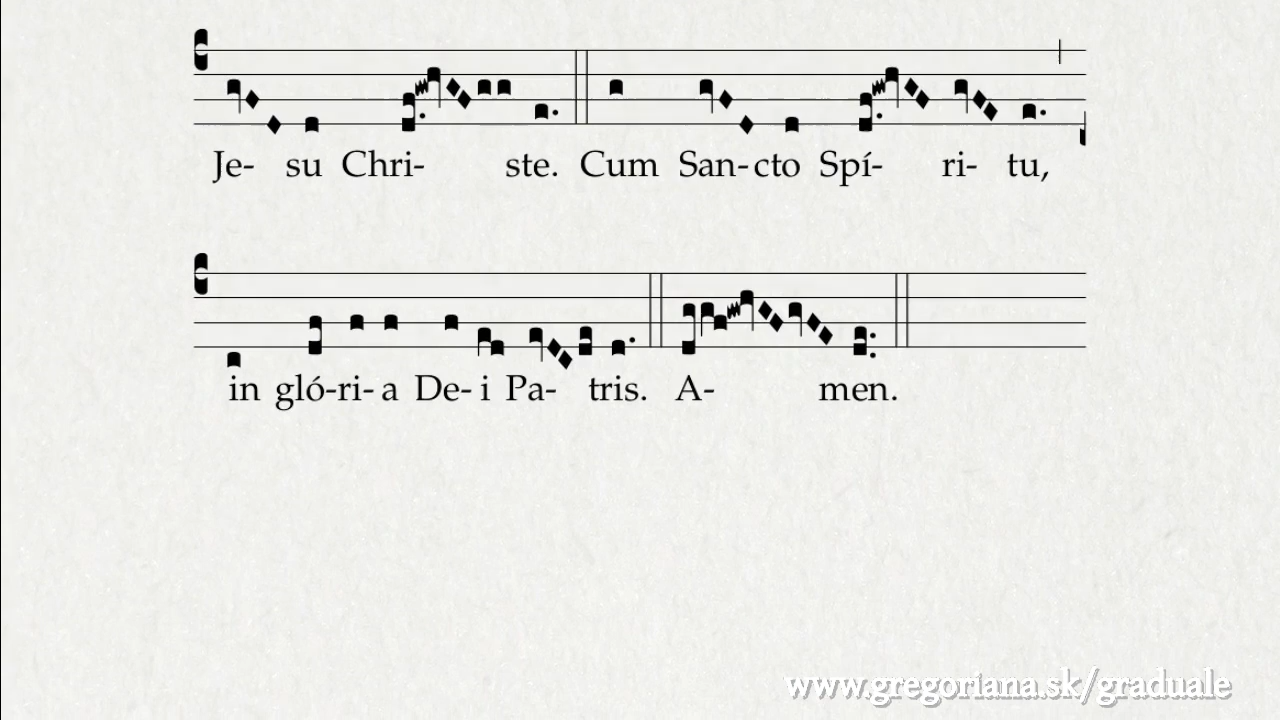 Je- su Chri- ste. Cum San- cto Spí- ri- tu,
in gló- ri- a De- i Pa- tris. A- men.
www.gregoriana.sk/graduale